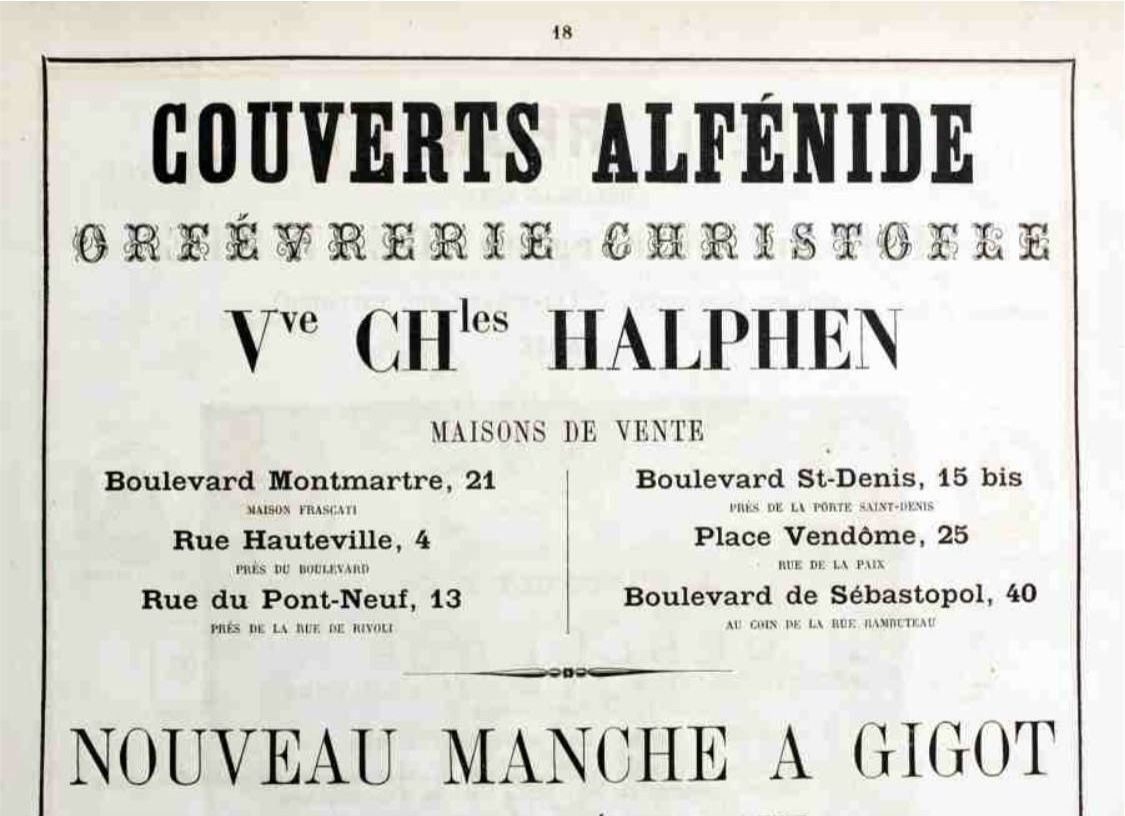 18
COUVERTS ALFÉNIDE
ORFÉVRERIE CHRISTOFLE
Vve CHles HALPHEN
MAISONS DE VENTE
Boulevard Montmartre, 21
MAISON FRASCATI
Rue Hauteville, 4
PRÈS DU BOULEVARD
Rue du Pont-Neuf, 13
PRÈS DE LA RUE DE RIVOLI
Boulevard St-Denis, 15 bis
PRÈS DE LA PORTE SAINT-DENIS
Place Vendôme, 25
RUE DE LA PAIX
Boulevard de Sébastopol, 40
AU COIN DE LA RUE RAMBUTEAU
NOUVEAU MANCHE A GIGOT